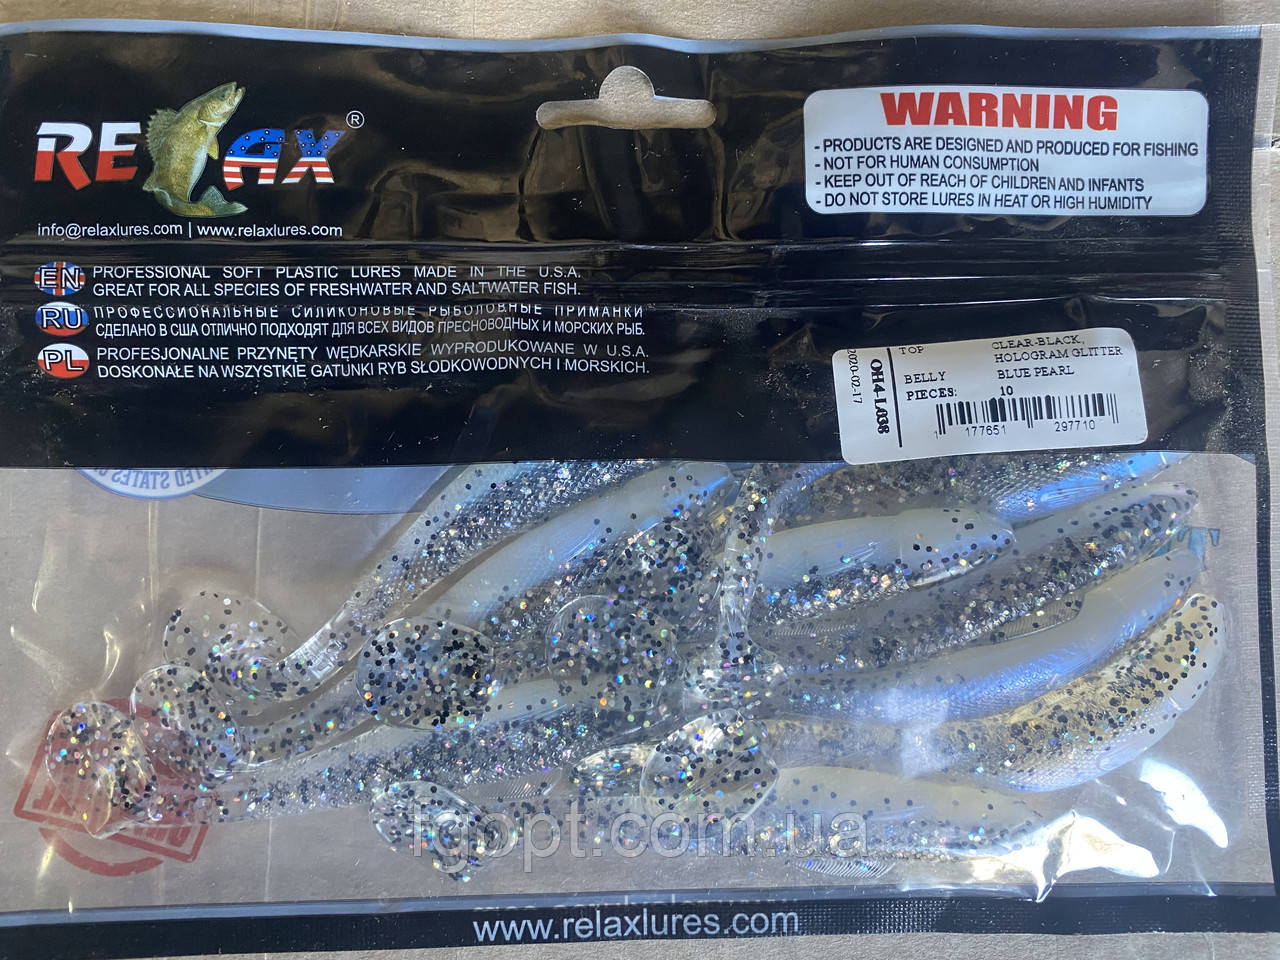 RELAX®
info@relaxlures.com | www.relaxlures.com
WARNING
- PRODUCTS ARE DESIGNED AND PRODUCED FOR FISHING
- NOT FOR HUMAN CONSUMPTION
- KEEP OUT OF REACH OF CHILDREN AND INFANTS
- DO NOT STORE LURES IN HEAT OR HIGH HUMIDITY
EN PROFESSIONAL SOFT PLASTIC LURES MADE IN THE U.S.A.
GREAT FOR ALL SPECIES OF FRESHWATER AND SALTWATER FISH.
RU ПРОФЕССИОНАЛЬНЫЕ СИЛИКОНОВЫЕ РЫБОЛОВНЫЕ ПРИМАНКИ
СДЕЛАНО В США ОТЛИЧНО ПОДХОДЯТ ДЛЯ ВСЕХ ВИДОВ ПРЕСНОВОДНЫХ И МОРСКИХ РЫБ.
PL PROFESJONALNE PRZYNĘTY WĘDKARSKIE WYPRODUKOWANE W U.S.A.
DOSKONAŁE NA WSZYSTKIE GATUNKI RYB SŁODKOWODNYCH I MORSKICH.
2020-02-17
OH4-L038
TOP CLEAR-BLACK,
HOLOGRAM GLITTER
BELLY BLUE PEARL
PIECES: 10
1 177651 297710
UNITED STATES OF
igopt.com.ua
www.relaxlures.com